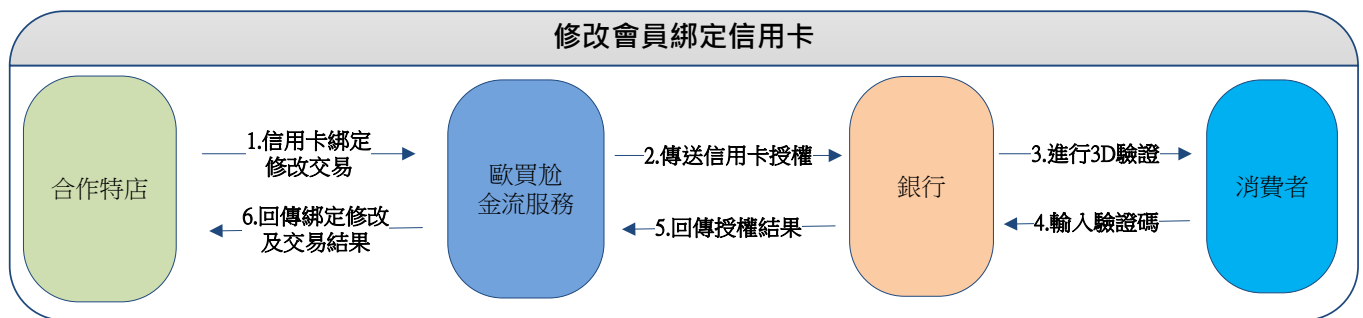 修改會員綁定信用卡
合作特店
1.信用卡綁定
修改交易
6.回傳綁定修改
及交易結果
歐買尬
金流服務
2.傳送信用卡授權
5.回傳授權結果
銀行
3.進行3D驗證
4.輸入驗證碼
消費者